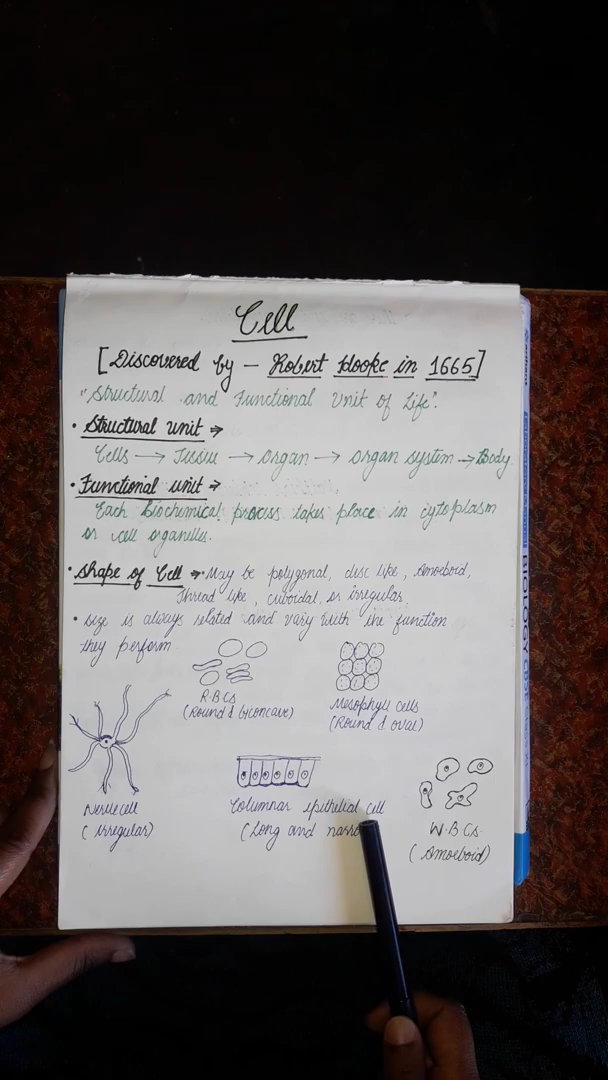 Cell
[Discovered by - Robert Hooke in 1665]
"Structural and Functional Unit of Life".
• Structural unit →
Cells → Tissue → Organ → Organ system → Body
• Functional unit →
Each Biochemical process takes place in cytoplasm
or cell organelles.
• Shape of Cell → May be polygonal, disc like, Amoeboid,
Thread like, cuboidal, or irregular.
• Size is always related and vary with the function
they perform
R.B.Cs
(Round & biconcave)
Mesophyll cells
(Round & oval)
Nerve cell
(irregular)
Columnar epithelial cell
(Long and narro
W.B.Cs.
(Amoeboid)
BIOLOGY CBSE